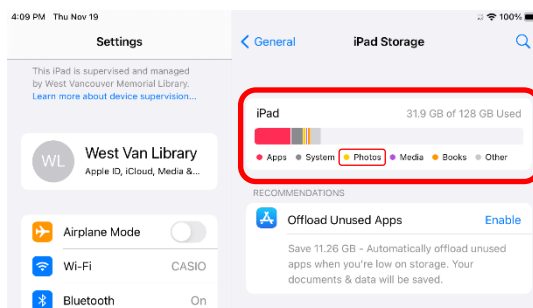 4:09 PM Thu Nov 19
100%
Settings
This iPad is supervised and managed
by West Vancouver Memorial Library.
Learn more about device supervision...
WL
West Van Library
Apple ID, iCloud, Media &...
Airplane Mode
Wi-Fi CASIO
Bluetooth On
General iPad Storage
iPad 31.9 GB of 128 GB Used
Apps System Photos Media Books Other
RECOMMENDATIONS
Offload Unused Apps Enable
Save 11.26 GB - Automatically offload unused
apps when you're low on storage. Your
documents & data will be saved.